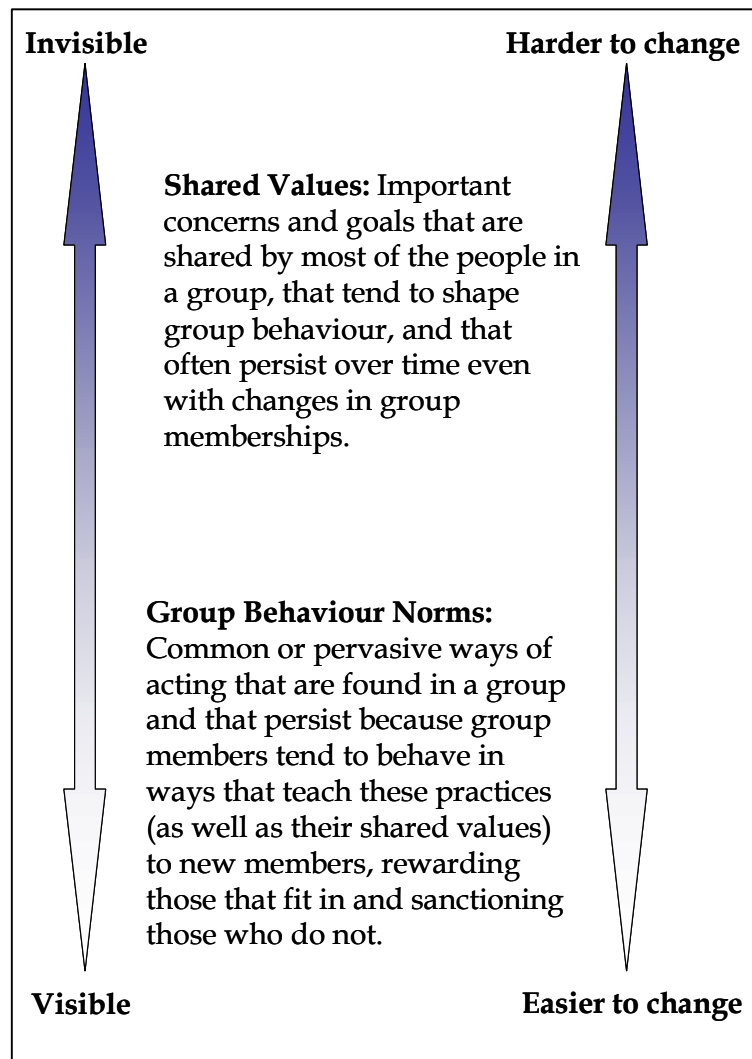 Invisible
Harder to change
Shared Values: Important
concerns and goals that are
shared by most of the people in
a group, that tend to shape
group behaviour, and that
often persist over time even
with changes in group
memberships.
Group Behaviour Norms:
Common or pervasive ways of
acting that are found in a group
and that persist because group
members tend to behave in
ways that teach these practices
(as well as their shared values)
to new members, rewarding
those that fit in and sanctioning
those who do not.
Visible
Easier to change